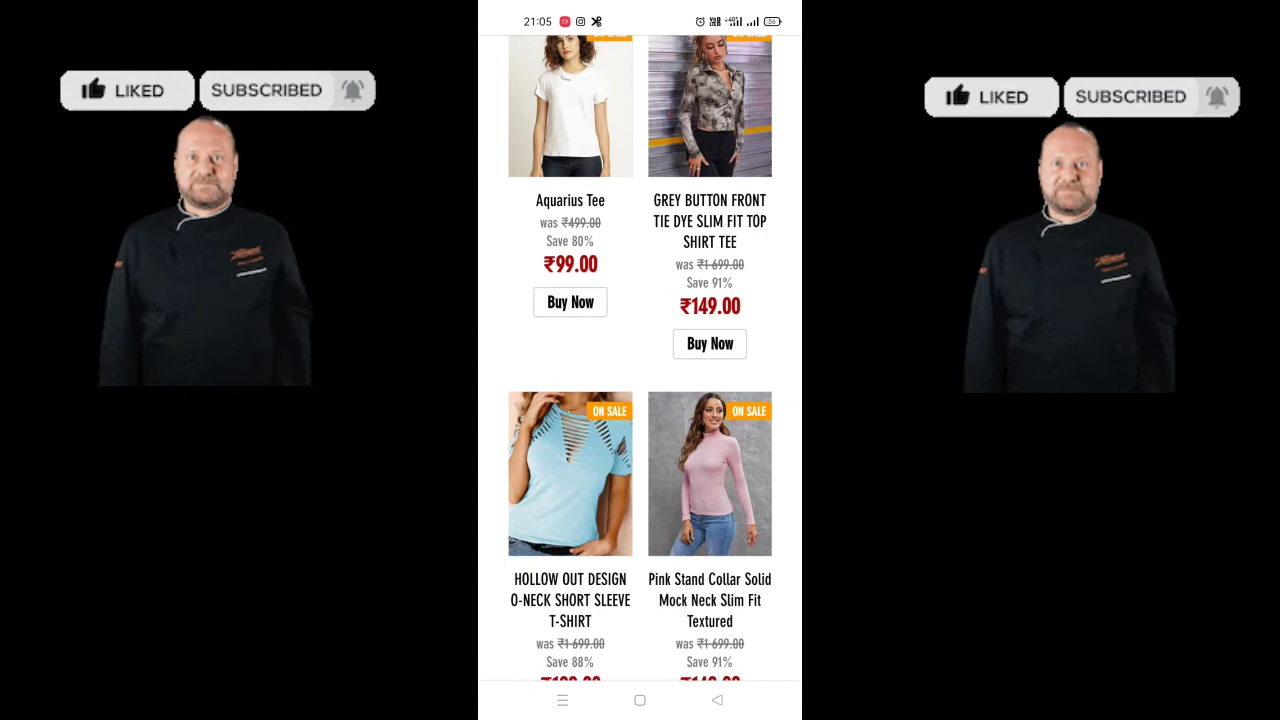 21:05
56
LIKED
SUBSCRIBED
LIKED
SUBSCRIBED
Aquarius Tee
was ₹499.00
Save 80%
₹99.00
Buy Now
GREY BUTTON FRONT
TIE DYE SLIM FIT TOP
SHIRT TEE
was ₹1 699.00
Save 91%
₹149.00
Buy Now
ON SALE
HOLLOW OUT DESIGN
O-NECK SHORT SLEEVE
T-SHIRT
was ₹1 699.00
Save 88%
ON SALE
Pink Stand Collar Solid
Mock Neck Slim Fit
Textured
was ₹1 699.00
Save 91%